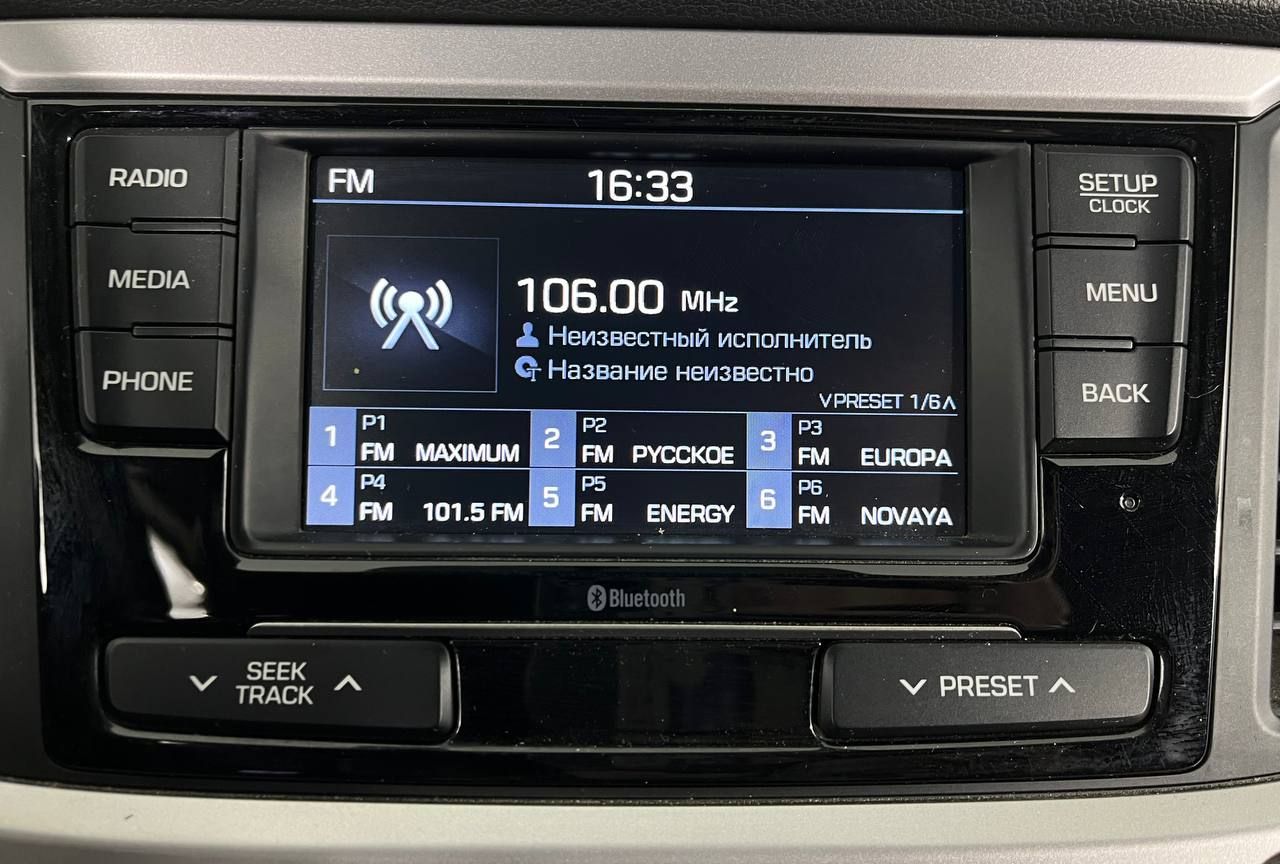 RADIO
MEDIA
PHONE
FM 16:33
106.00 MHz
Неизвестный исполнитель
Название неизвестно
PRESET 1/6
1 P1 FM MAXIMUM
2 P2 FM РУССКОЕ
3 P3 FM EUROPA
4 P4 FM 101.5 FM
5 P5 FM ENERGY
6 P6 FM NOVAYA
SETUP
CLOCK
MENU
BACK
Bluetooth
SEEK
TRACK
PRESET